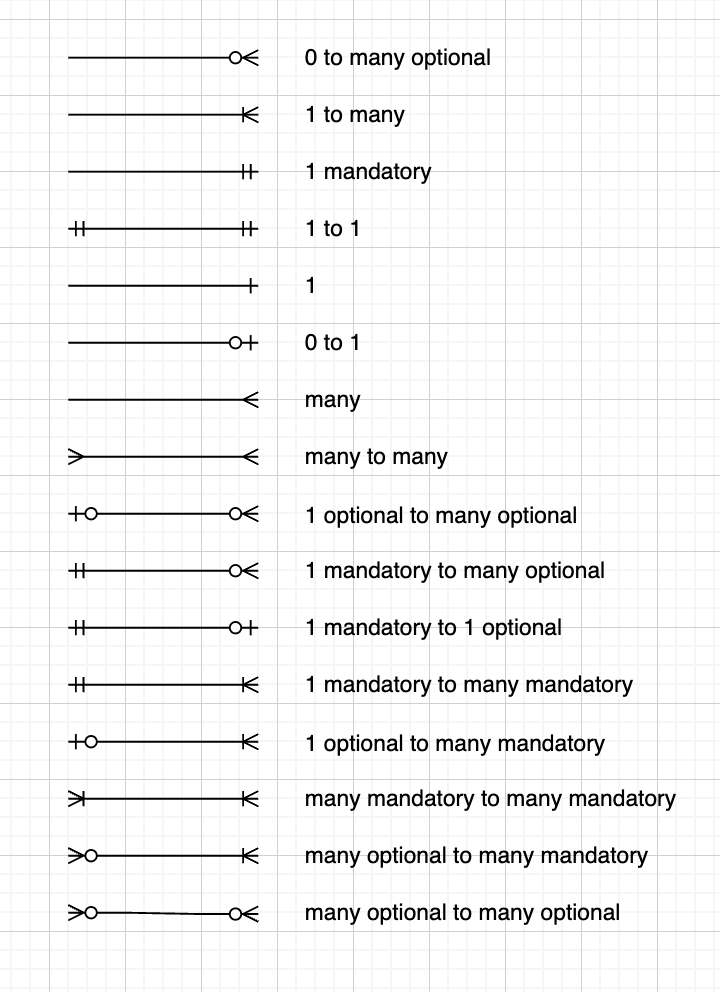 0 to many optional
1 to many
1 mandatory
1 to 1
1
0 to 1
many
many to many
1 optional to many optional
1 mandatory to many optional
1 mandatory to 1 optional
1 mandatory to many mandatory
1 optional to many mandatory
many mandatory to many mandatory
many optional to many mandatory
many optional to many optional